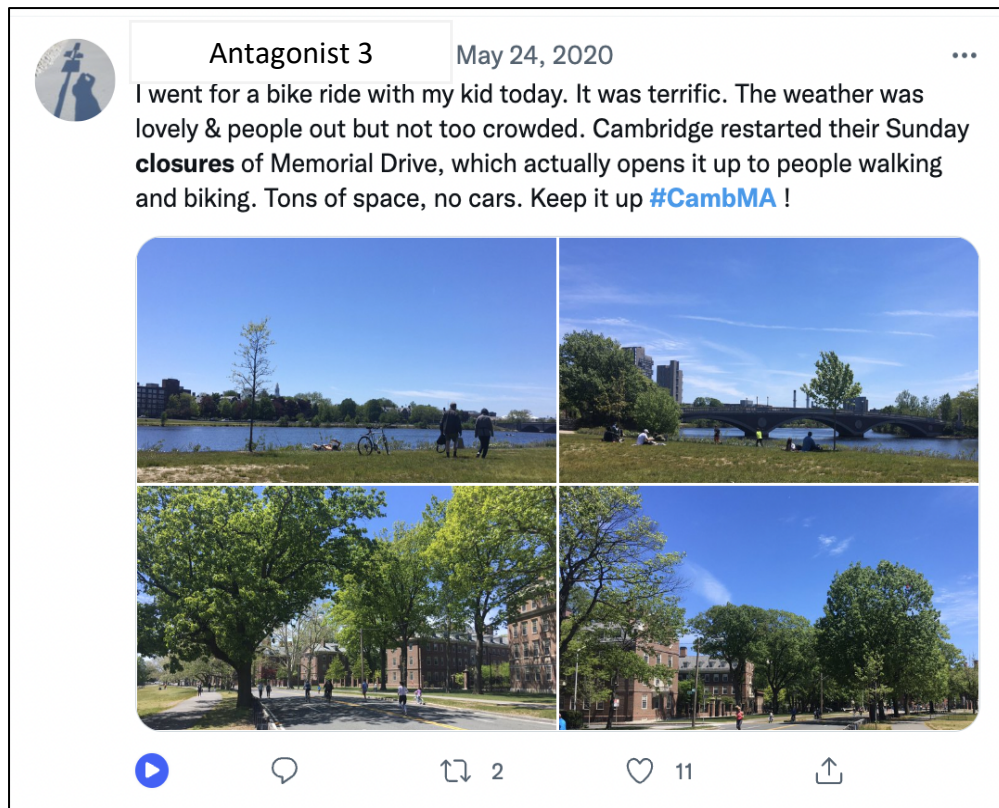 Antagonist 3
May 24, 2020
I went for a bike ride with my kid today. It was terrific. The weather was
lovely & people out but not too crowded. Cambridge restarted their Sunday
closures of Memorial Drive, which actually opens it up to people walking
and biking. Tons of space, no cars. Keep it up #CambMA !
2 11